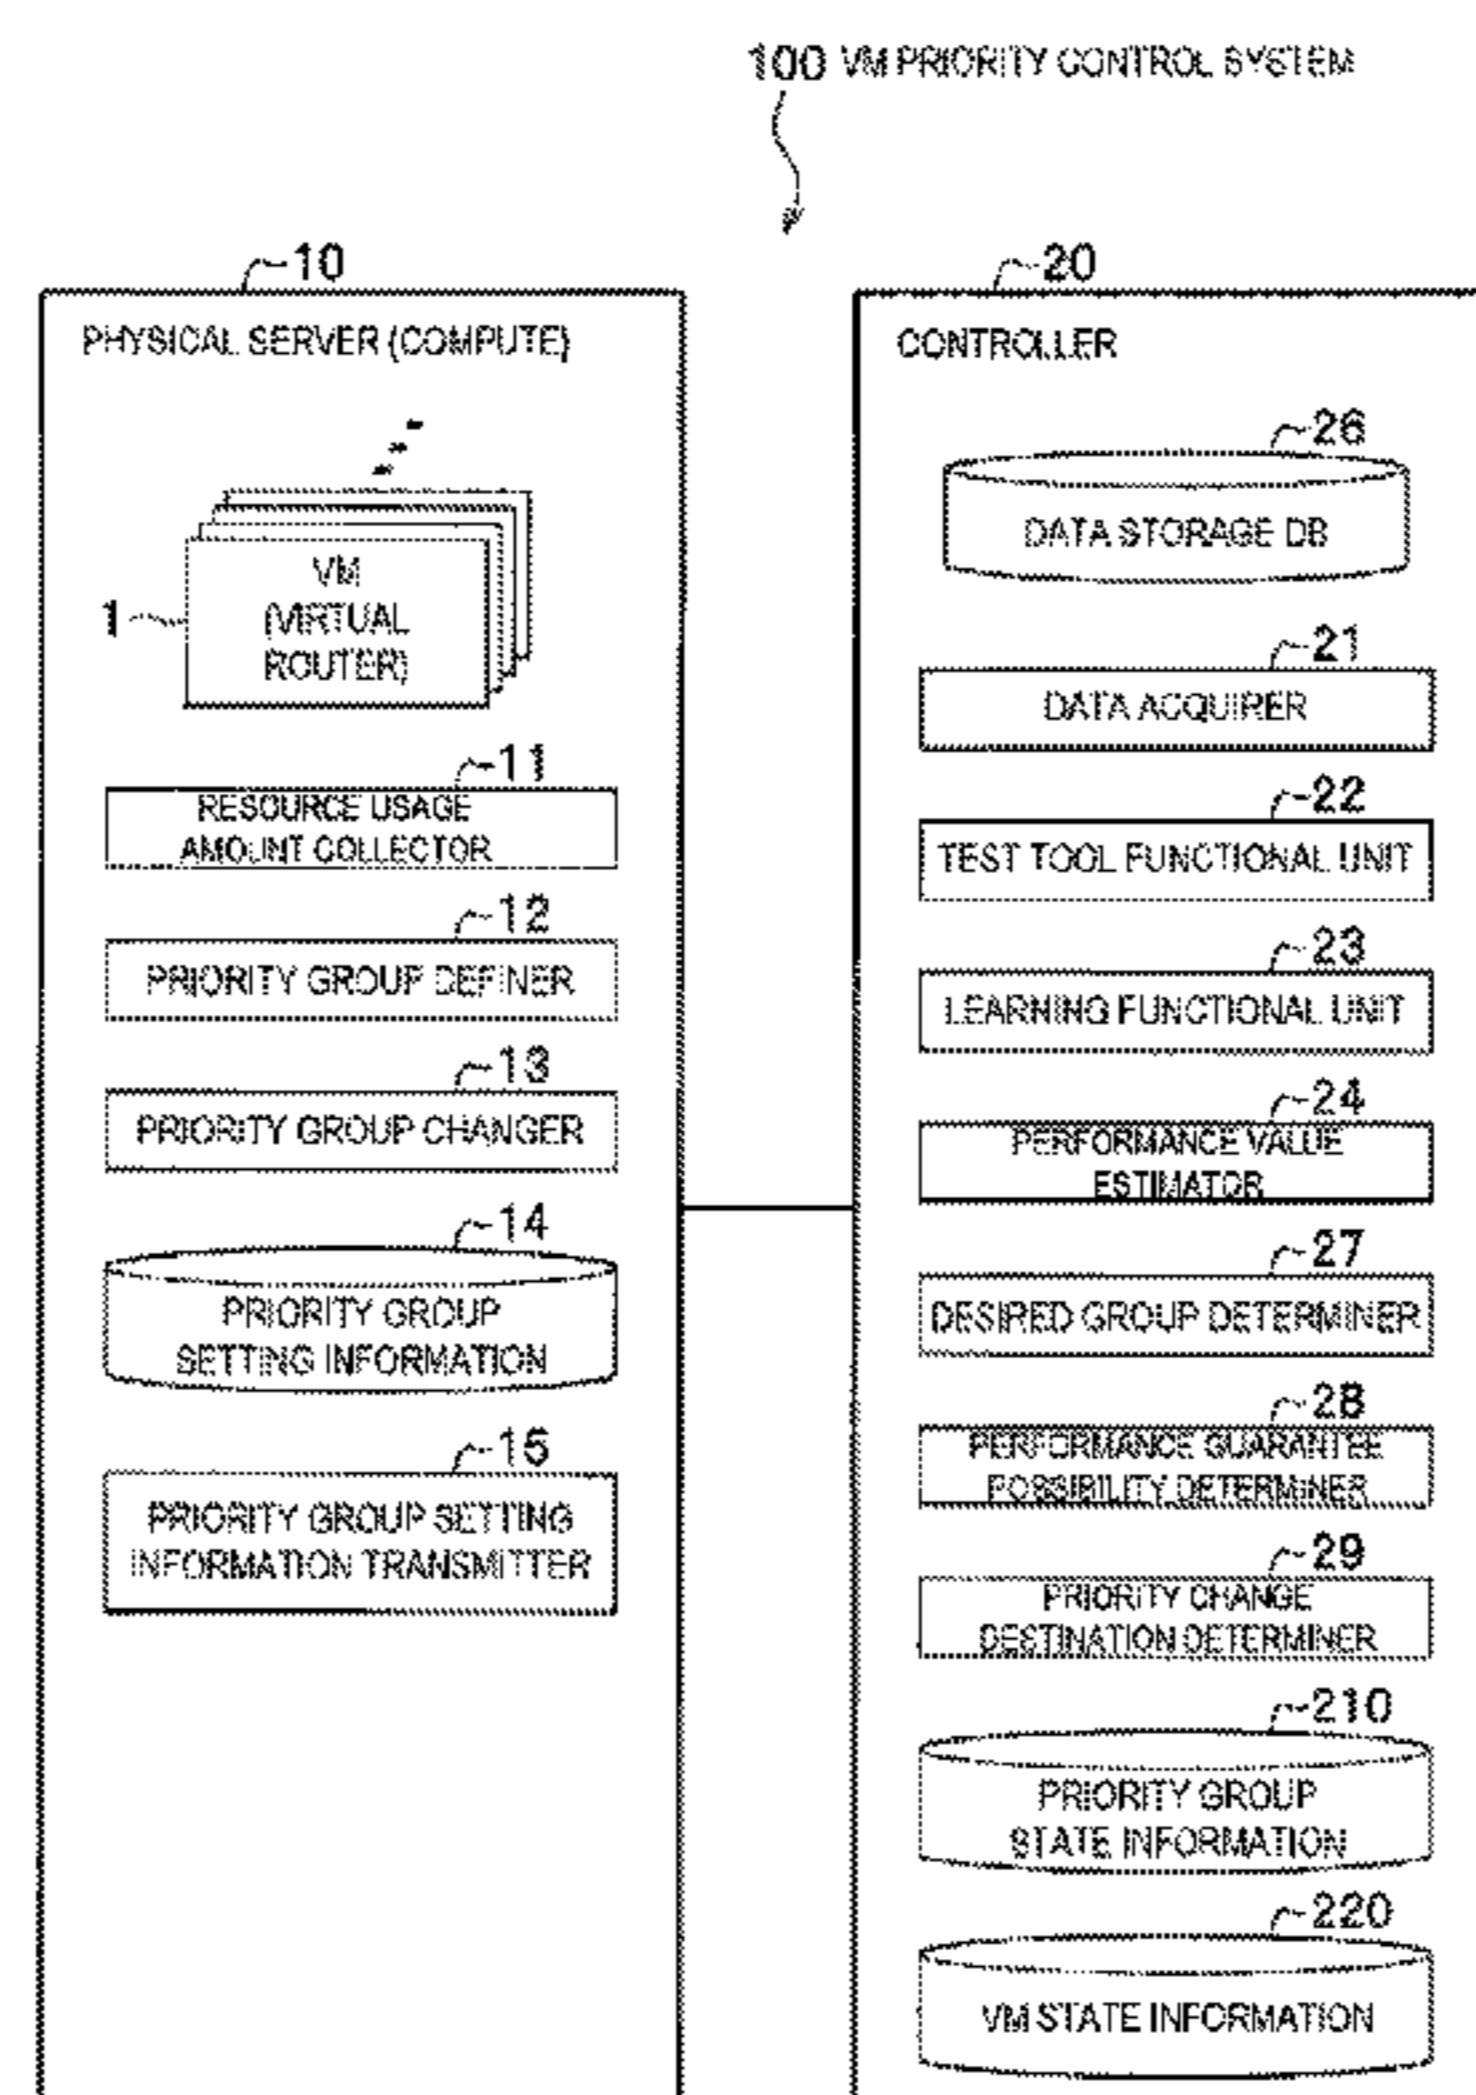 100 VM PRIORITY CONTROL SYSTEM
10
PHYSICAL SERVER (COMPUTE)
1
VM
(VIRTUAL
ROUTER)
11
RESOURCE USAGE
AMOUNT COLLECTOR
12
PRIORITY GROUP DEFINER
13
PRIORITY GROUP CHANGER
14
PRIORITY GROUP
SETTING INFORMATION
15
PRIORITY GROUP SETTING
INFORMATION TRANSMITTER
20
CONTROLLER
26
DATA STORAGE DB
21
DATA ACQUIRER
22
TEST TOOL FUNCTIONAL UNIT
23
LEARNING FUNCTIONAL UNIT
24
PERFORMANCE VALUE
ESTIMATOR
27
DESIRED GROUP DETERMINER
28
PERFORMANCE GUARANTEE
POSSIBILITY DETERMINER
29
PRIORITY CHANGE
DESTINATION DETERMINER
210
PRIORITY GROUP
STATE INFORMATION
220
VM STATE INFORMATION